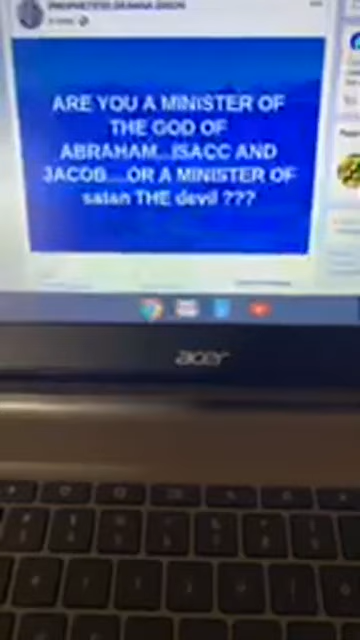 ARE YOU A MINISTER OF
THE GOD OF
ABRAHAM...ISACC AND
JACOB....OR A MINISTER OF
satan THE devil ???
acer